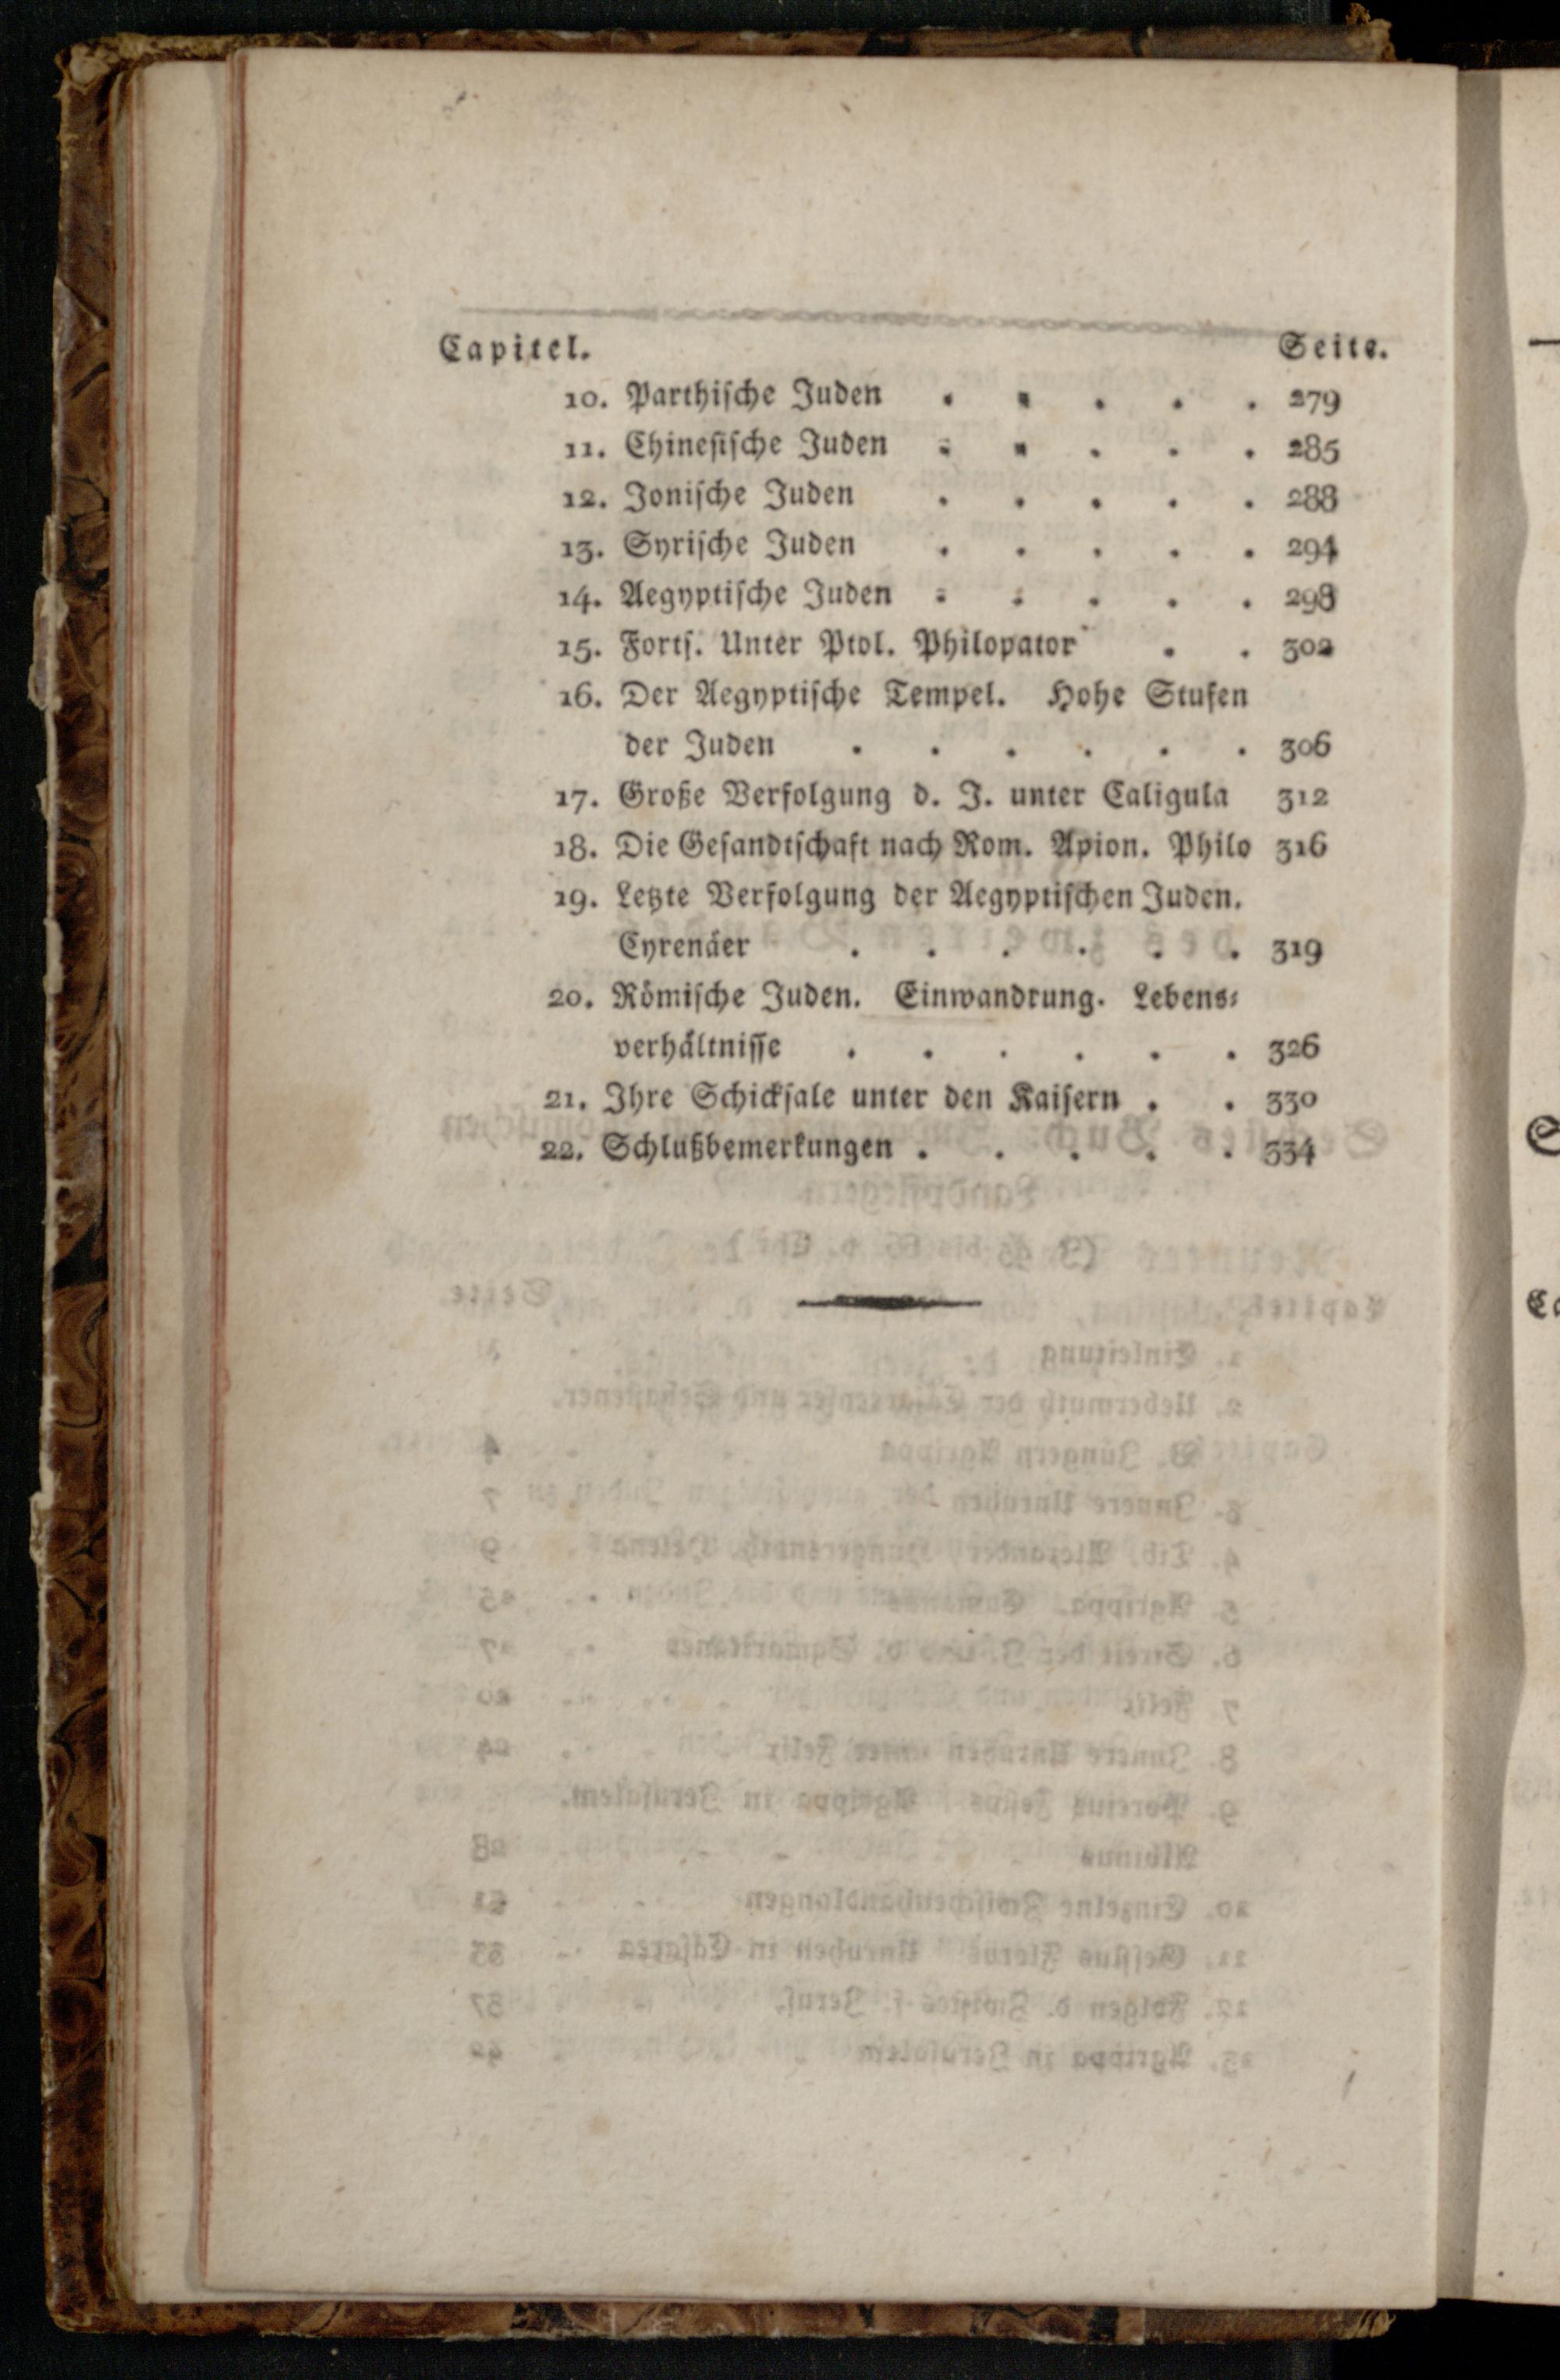 Capitel. Seite.
10. Parthische Juden . . . . . 279
11. Chinesische Juden . . . . . 285
12. Jonische Juden . . . . . 288
13. Syrische Juden . . . . . 294
14. Aegyptische Juden . . . . . 298
15. Forts. Unter Ptol. Philopator . . 302
16. Der Aegyptische Tempel. Hohe Stufen
der Juden . . . . . . 306
17. Große Verfolgung d. J. unter Caligula 312
18. Die Gesandtschaft nach Rom. Apion. Philo 316
19. Letzte Verfolgung der Aegyptischen Juden.
Cyrenäer . . . . . . 319
20. Römische Juden. Einwandrung. Lebens⸗
verhältnisse . . . . . . 326
21. Ihre Schicksale unter den Kaisern . . 330
22. Schlußbemerkungen . . . . . 334